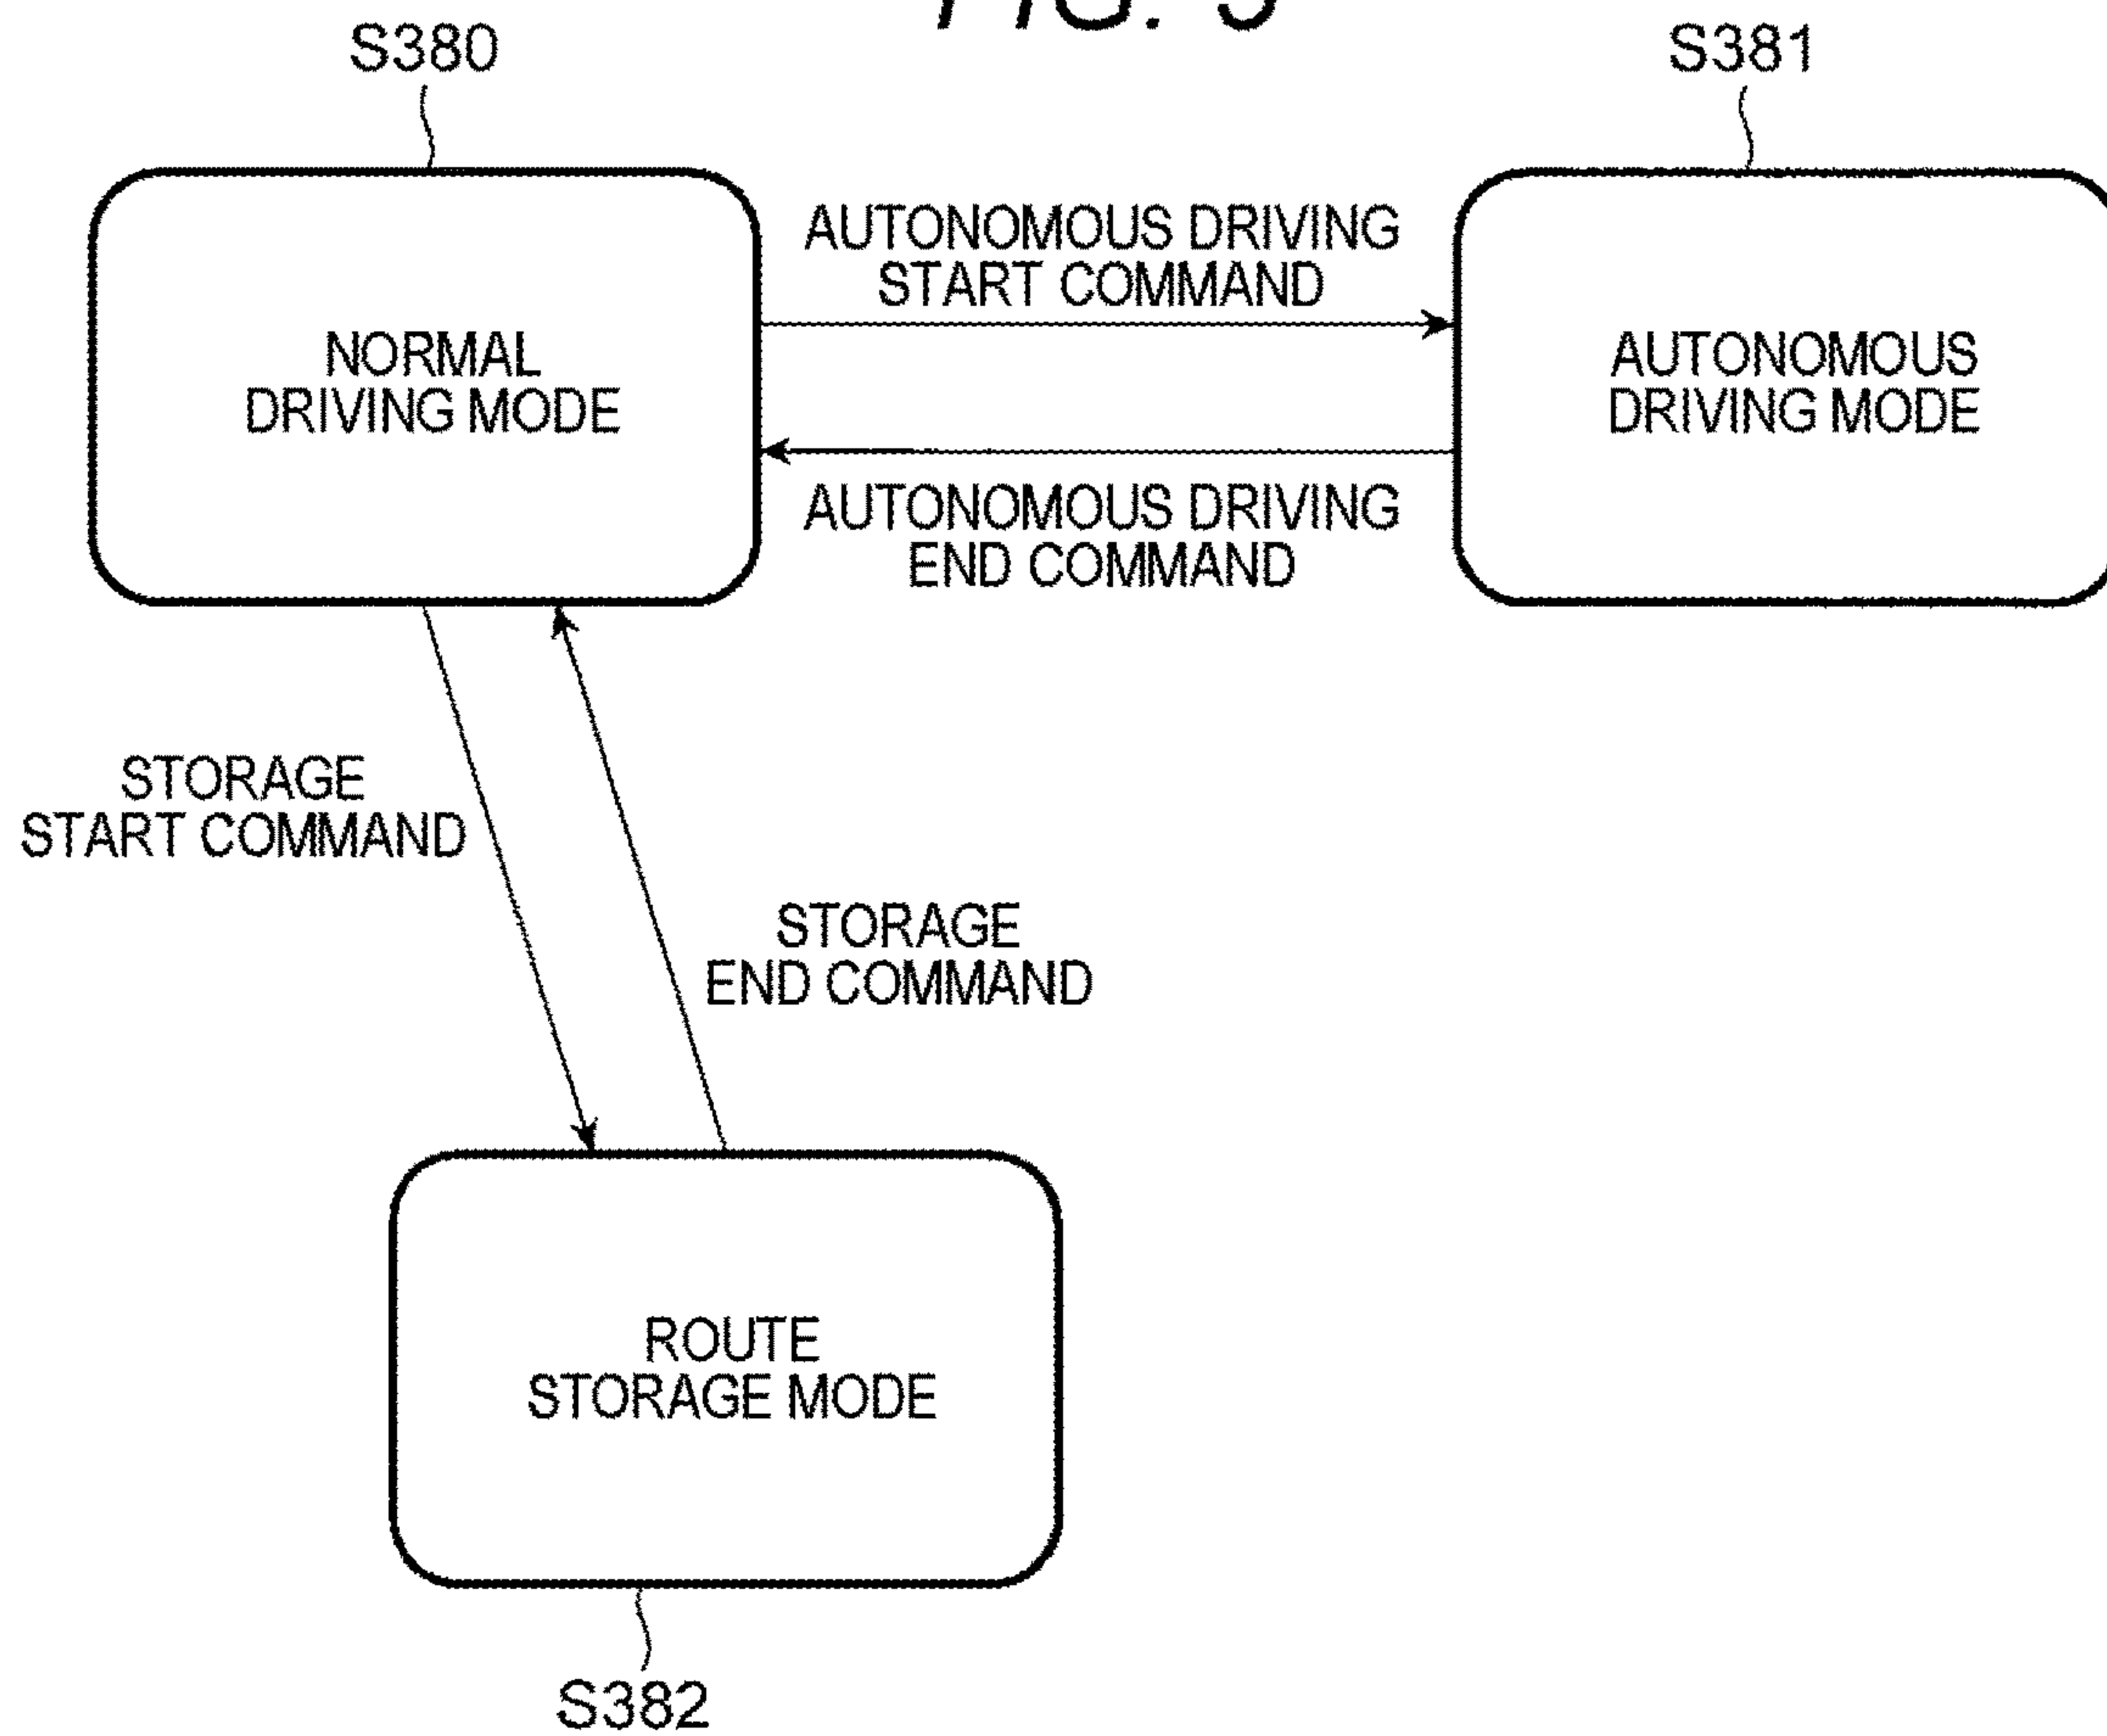 S380
S381
AUTONOMOUS DRIVING
START COMMAND
NORMAL
DRIVING MODE
AUTONOMOUS
DRIVING MODE
AUTONOMOUS DRIVING
END COMMAND
STORAGE
START COMMAND
STORAGE
END COMMAND
ROUTE
STORAGE MODE
S382